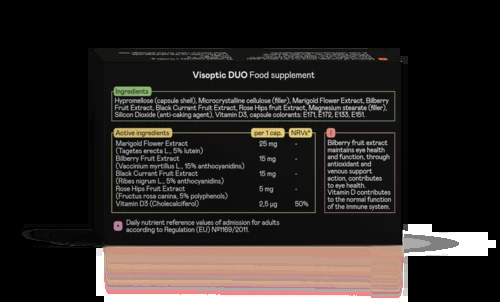 Visoptic DUO Food supplement
Ingredients
Hypromellose (capsule shell), Microcrystalline cellulose (filler), Marigold Flower Extract, Bilberry
Fruit Extract, Black Currant Fruit Extract, Rose Hips fruit Extract, Magnesium stearate (filler),
Silicon Dioxide (anti-caking agent), Vitamin D3, capsule colorants: E171, E172, E133, E151.
Active ingredients per 1 cap. NRVs*
Marigold Flower Extract 25 mg -
(Tagetes erecta L., 5% lutein)
Bilberry Fruit Extract 15 mg -
(Vaccinium myrtillus L., 15% anthocyanidins)
Black Currant Fruit Extract 15 mg -
(Ribes nigrum L., 5% anthocyanidins)
Rose Hips Fruit Extract 5 mg -
(Fructus rosa canina, 5% polyphenols)
Vitamin D3 (Cholecalciferol) 2,5 μg 50%
!
Bilberry fruit extract
maintains eye health
and function, through
antioxidant and
venous support
action, contributes
to eye health.
Vitamin D contributes
to the normal function
of the immune system.
* Daily nutrient reference values of admission for adults
according to Regulation (EU) №1169/2011.